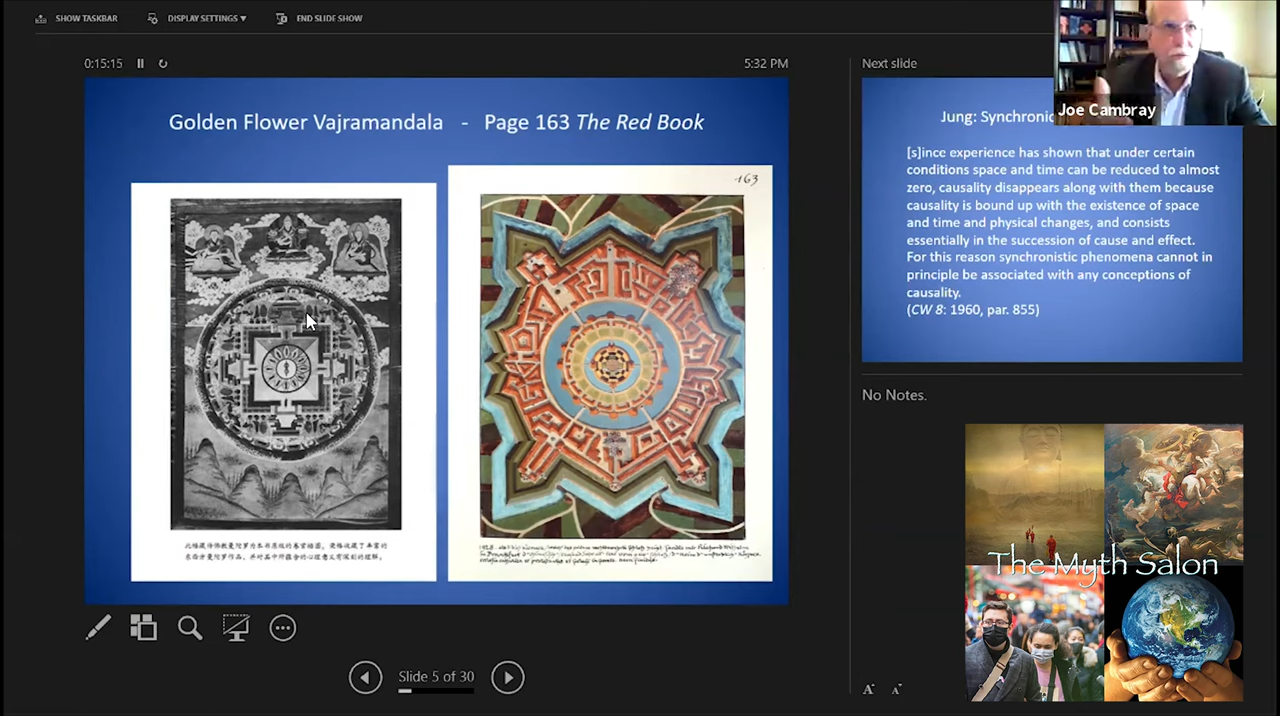 SHOW TASKBAR
DISPLAY SETTINGS ▼
END SLIDE SHOW
0:15:15
5:32 PM
Golden Flower Vajramandala - Page 163 The Red Book
163
Next slide
Joe Cambray
Jung: Synchronic
[s]ince experience has shown that under certain
conditions space and time can be reduced to almost
zero, causality disappears along with them because
causality is bound up with the existence of space
and time and physical changes, and consists
essentially in the succession of cause and effect.
For this reason synchronistic phenomena cannot in
principle be associated with any conceptions of
causality.
(CW 8: 1960, par. 855)
No Notes.
The Myth Salon
Slide 5 of 30
A
A